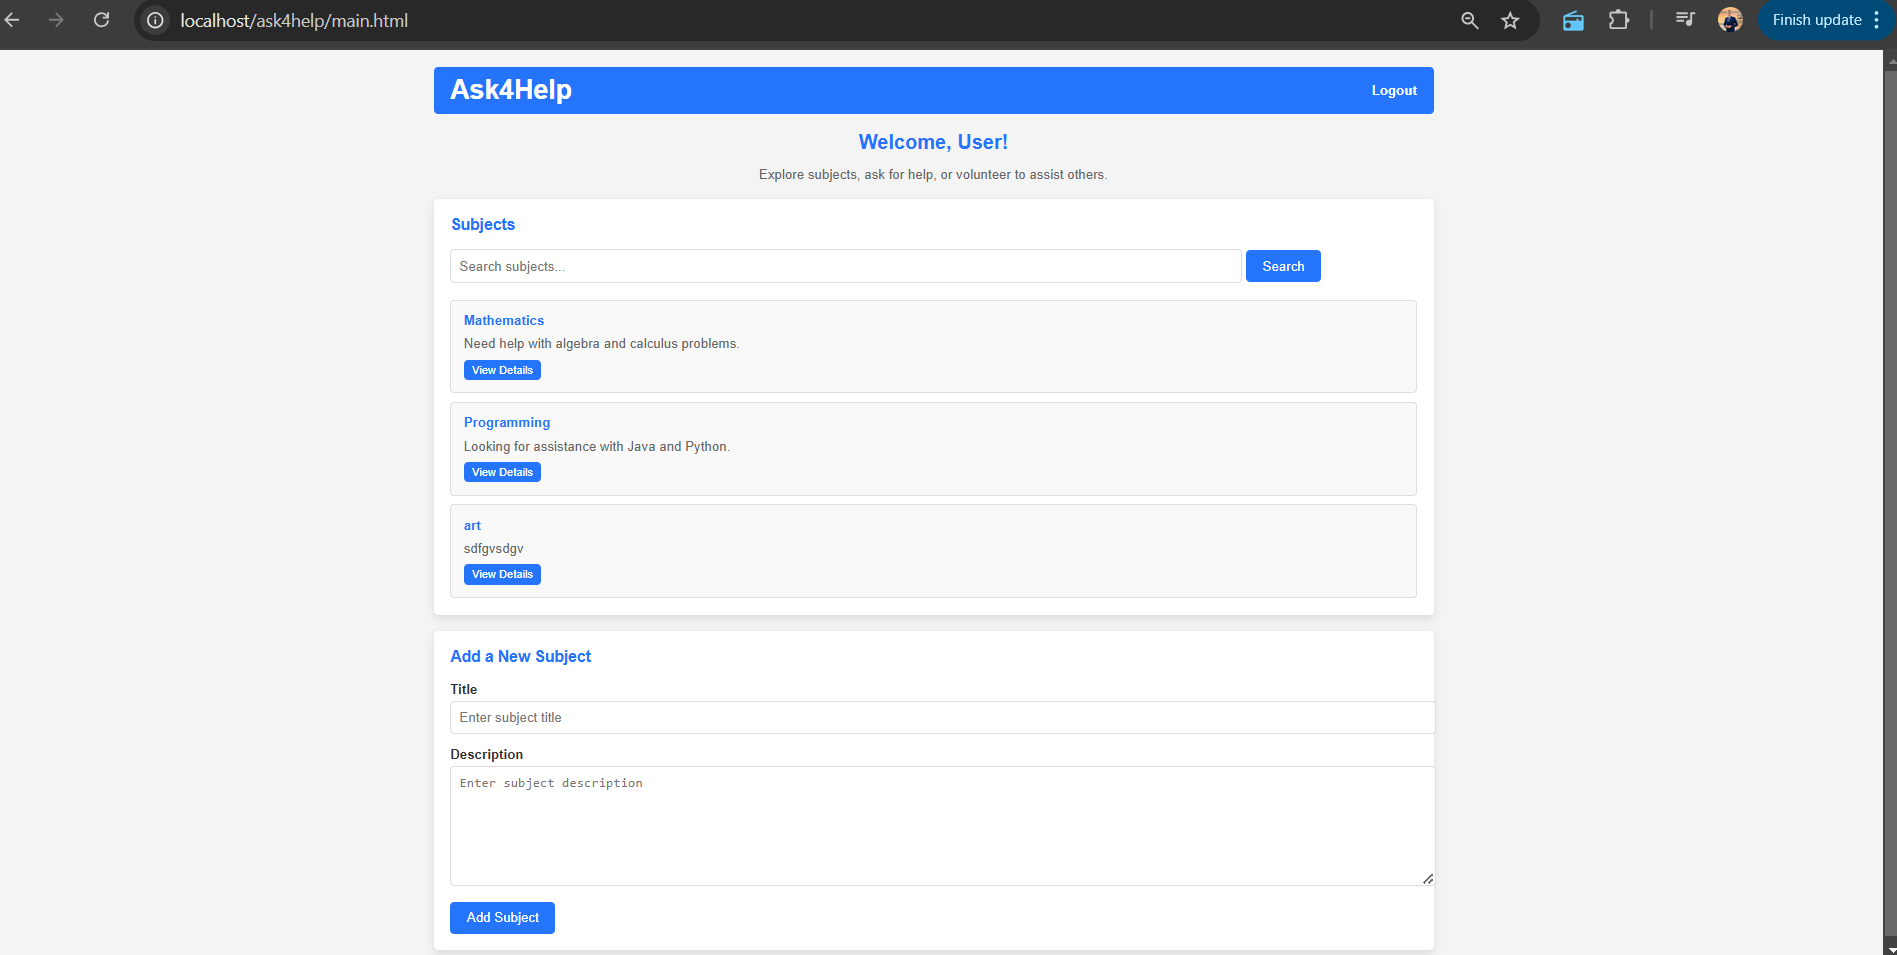 localhost/ask4help/main.html
Finish update
Ask4Help
Logout
Welcome, User!
Explore subjects, ask for help, or volunteer to assist others.
Subjects
Search subjects...
Search
Mathematics
Need help with algebra and calculus problems.
View Details
Programming
Looking for assistance with Java and Python.
View Details
art
sdfgvsdgv
View Details
Add a New Subject
Title
Enter subject title
Description
Enter subject description
Add Subject